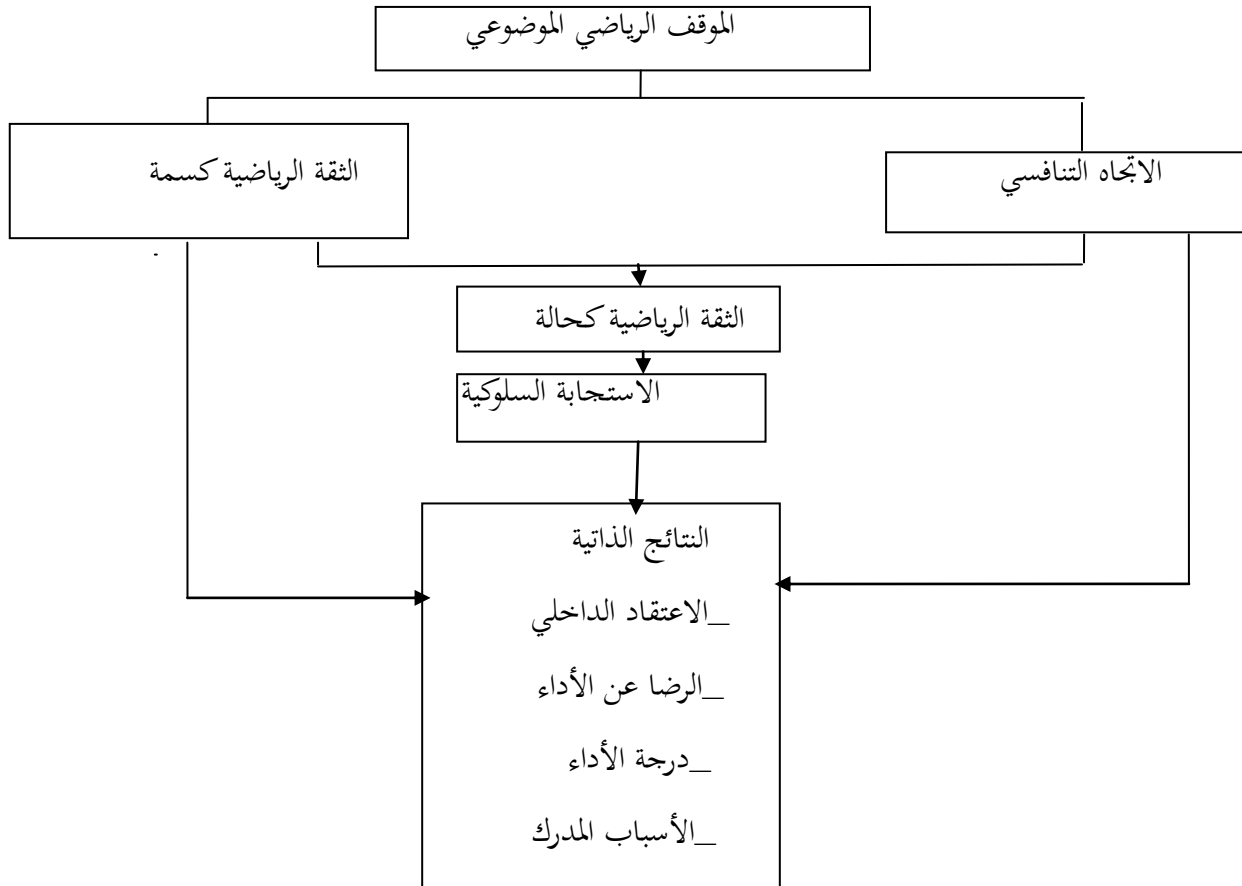 الموقف الرياضي الموضوعي
الاتجاه التنافسي
الثقة الرياضية كسمة
الثقة الرياضية كحالة
الاستجابة السلوكية
النتائج الذاتية
_الاعتقاد الداخلي
_الرضا عن الأداء
_درجة الأداء
_الأسباب المدرك